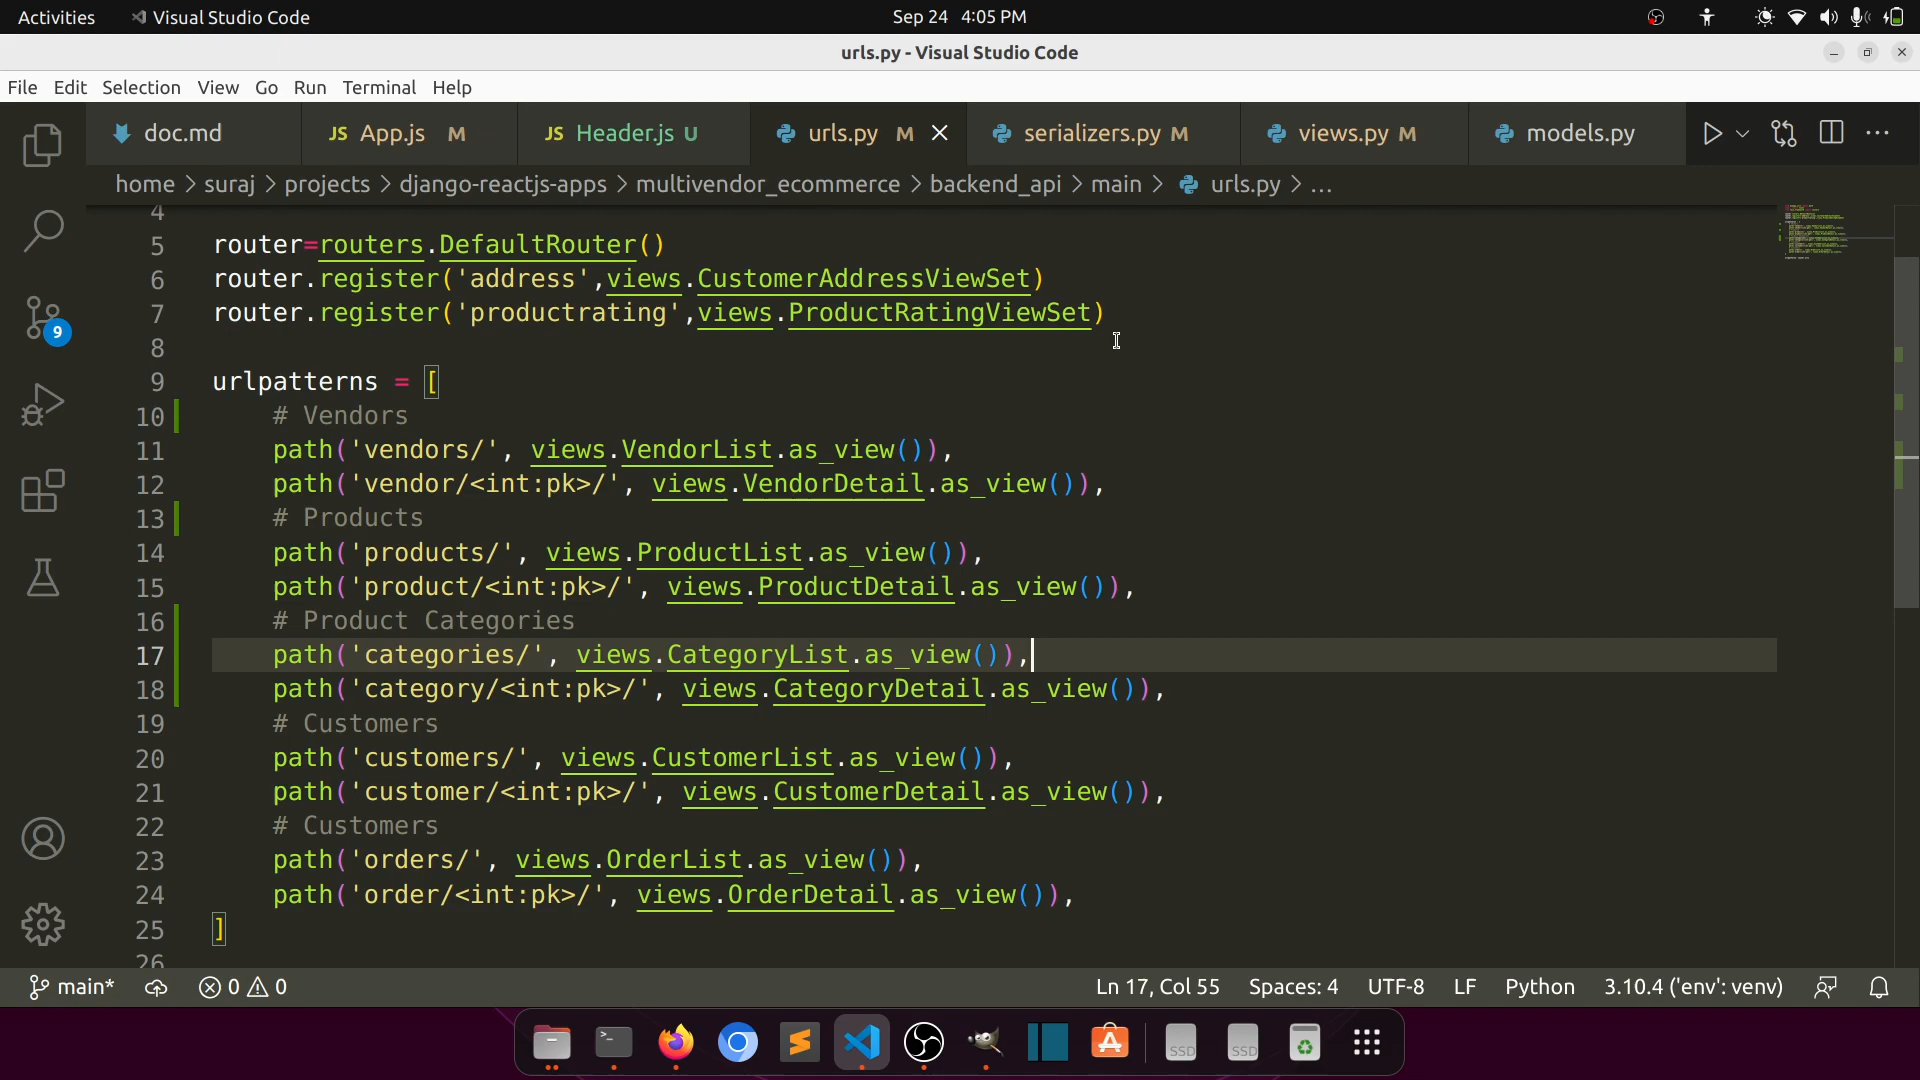 Activities Visual Studio Code Sep 24 4:05 PM
urls.py - Visual Studio Code
File Edit Selection View Go Run Terminal Help
doc.md JS App.js M JS Header.js U urls.py M serializers.py M views.py M models.py
home > suraj > projects > django-reactjs-apps > multivendor_ecommerce > backend_api > main > urls.py > ...
4
5 router=routers.DefaultRouter()
6 router.register('address',views.CustomerAddressViewSet)
7 router.register('productrating',views.ProductRatingViewSet)
8
9 urlpatterns = [
10 # Vendors
11 path('vendors/', views.VendorList.as_view()),
12 path('vendor/<int:pk>/', views.VendorDetail.as_view()),
13 # Products
14 path('products/', views.ProductList.as_view()),
15 path('product/<int:pk>/', views.ProductDetail.as_view()),
16 # Product Categories
17 path('categories/', views.CategoryList.as_view()),
18 path('category/<int:pk>/', views.CategoryDetail.as_view()),
19 # Customers
20 path('customers/', views.CustomerList.as_view()),
21 path('customer/<int:pk>/', views.CustomerDetail.as_view()),
22 # Customers
23 path('orders/', views.OrderList.as_view()),
24 path('order/<int:pk>/', views.OrderDetail.as_view()),
25 ]
26
9
main* 0 0 Ln 17, Col 55 Spaces: 4 UTF-8 LF Python 3.10.4 ('env': venv)
SSD SSD